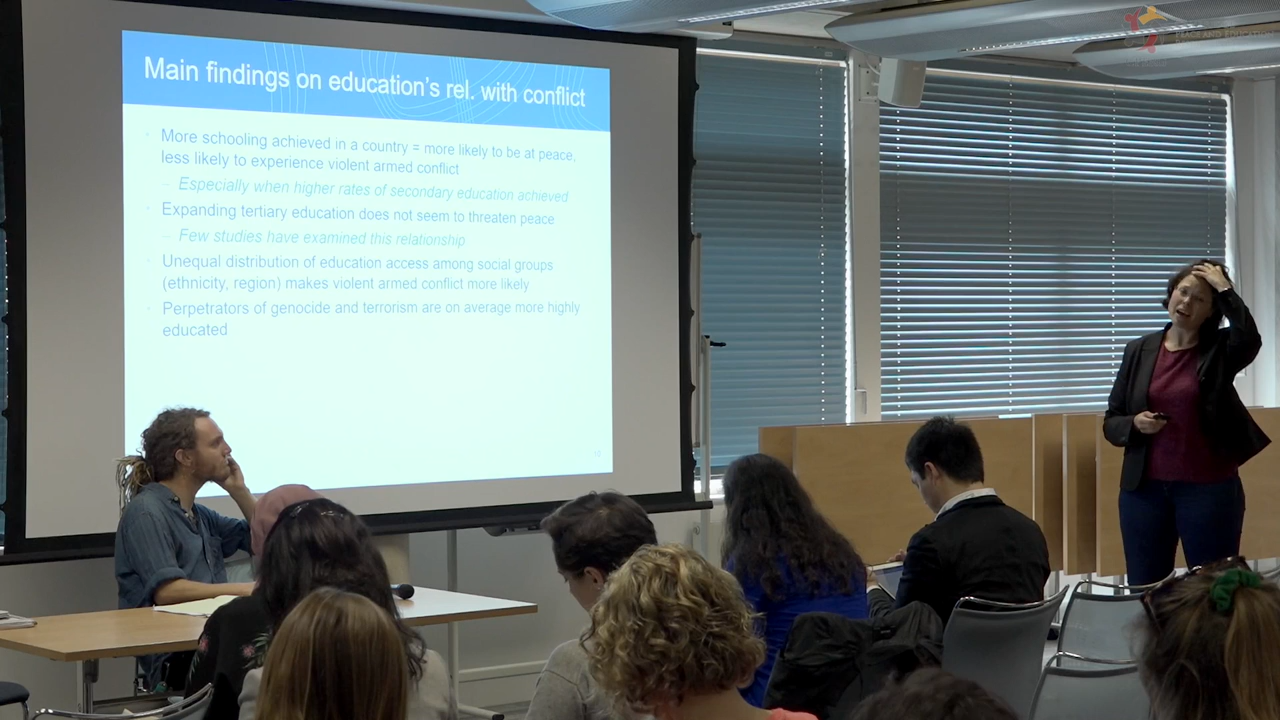 PEACE AND EDUCATION
Main findings on education's rel. with conflict
More schooling achieved in a country = more likely to be at peace,
less likely to experience violent armed conflict
– Especially when higher rates of secondary education achieved
Expanding tertiary education does not seem to threaten peace
– Few studies have examined this relationship
Unequal distribution of education access among social groups
(ethnicity, region) makes violent armed conflict more likely
Perpetrators of genocide and terrorism are on average more highly
educated